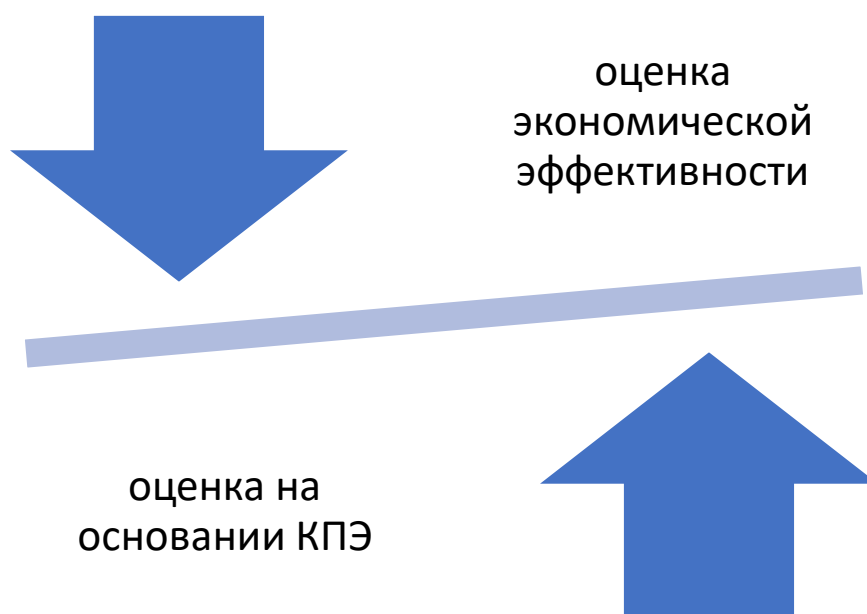 оценка
экономической
эффективности
оценка на
основании КПЭ